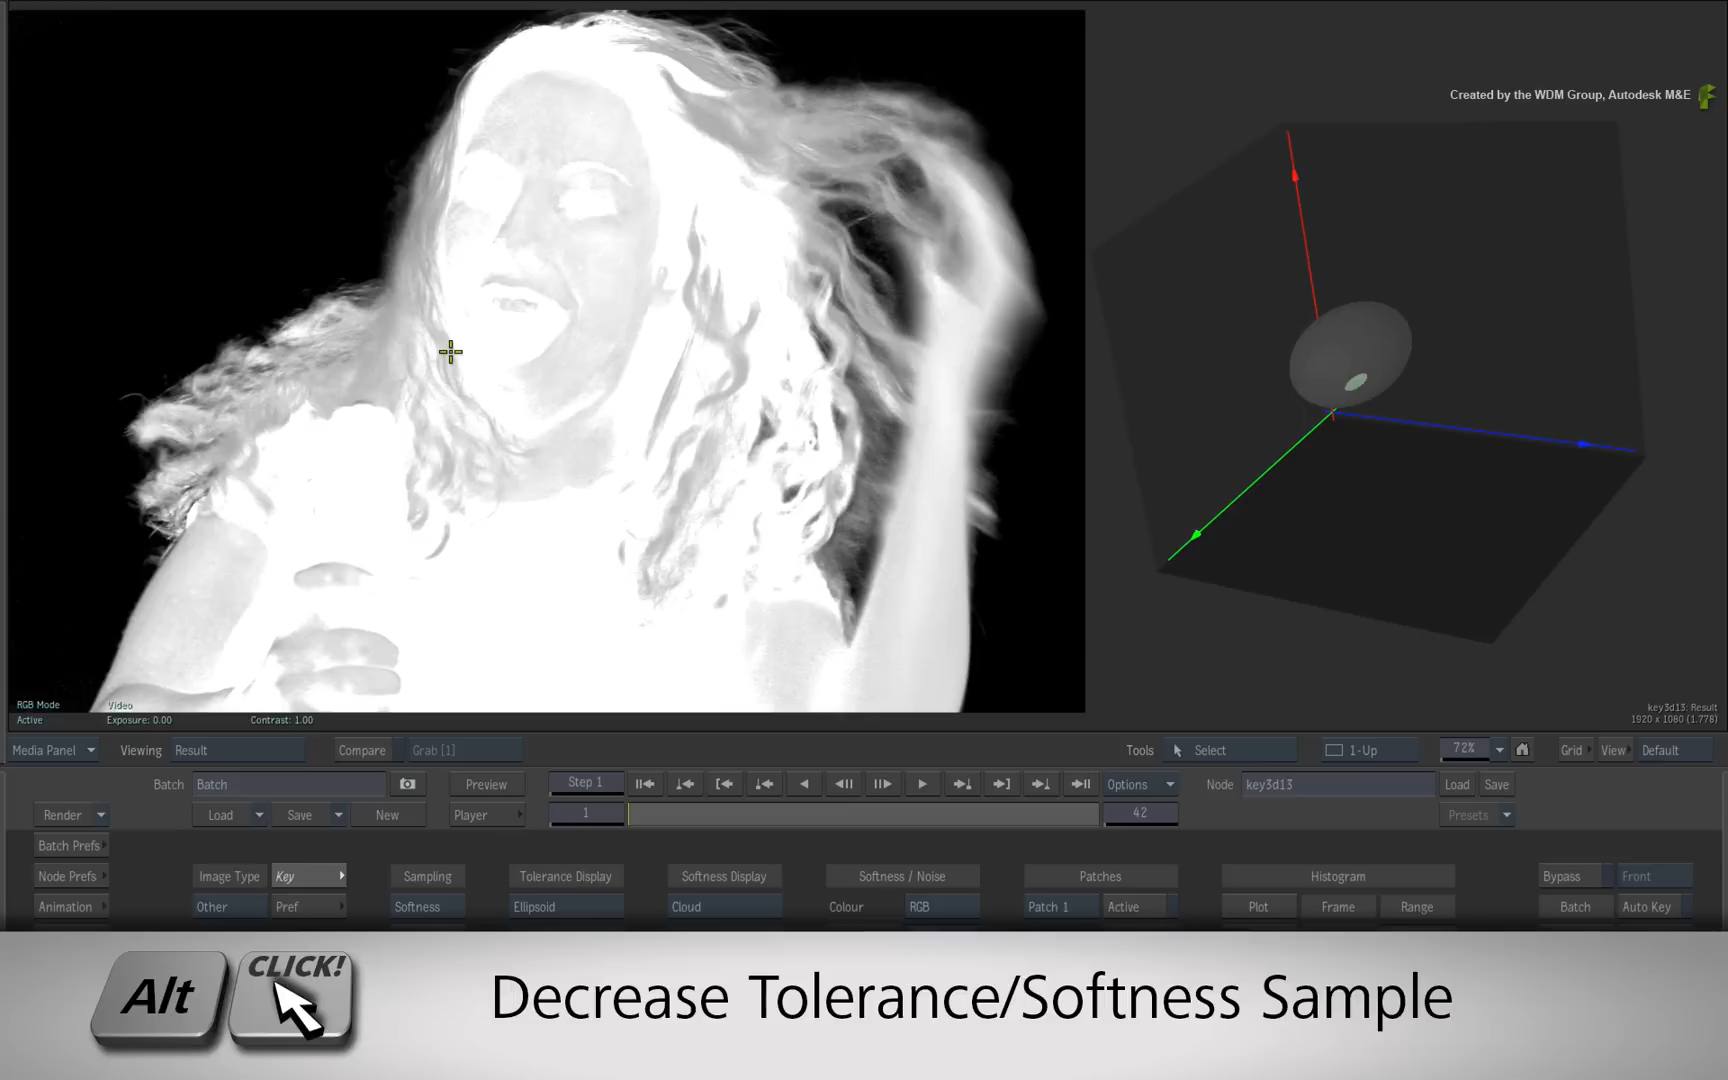 Created by the WDM Group, Autodesk M&E
RGB Mode
Video
Active
Exposure: 0.00
Contrast: 1.00
key3d13: Result
1920 x 1080 (1.778)
Media Panel
Viewing
Result
Compare
Grab [1]
Tools
Select
1-Up
72%
Grid
View
Default
Batch
Batch
Preview
Step 1
Options
Node
key3d13
Load
Save
Render
Load
Save
New
Player
1
42
Presets
Batch Prefs
Node Prefs
Image Type
Key
Sampling
Tolerance Display
Softness Display
Softness / Noise
Patches
Histogram
Bypass
Front
Animation
Other
Pref
Softness
Ellipsoid
Cloud
Colour
RGB
Patch 1
Active
Plot
Frame
Range
Batch
Auto Key
Alt
CLICK!
Decrease Tolerance/Softness Sample